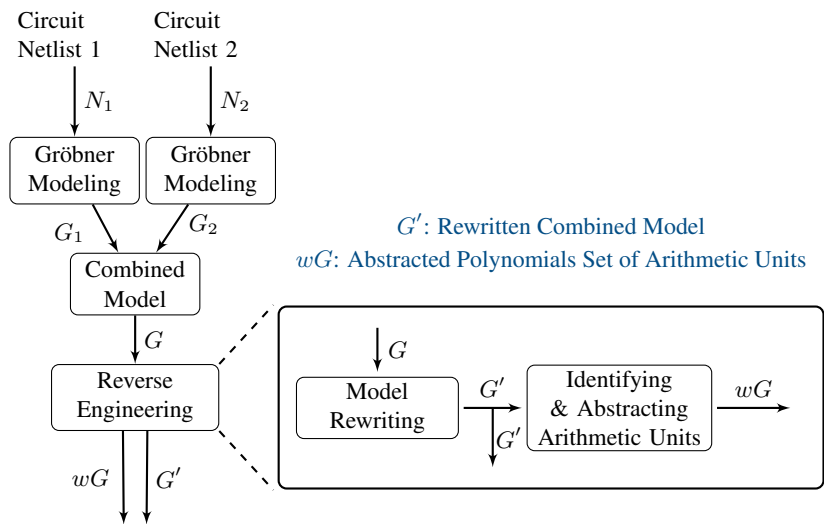 Circuit
Netlist 1
Circuit
Netlist 2
N₁
N₂
Gröbner
Modeling
Gröbner
Modeling
G₁
G₂
G′: Rewritten Combined Model
wG: Abstracted Polynomials Set of Arithmetic Units
Combined
Model
G
Reverse
Engineering
wG
G′
G
Model
Rewriting
G′
G′
Identifying
& Abstracting
Arithmetic Units
wG